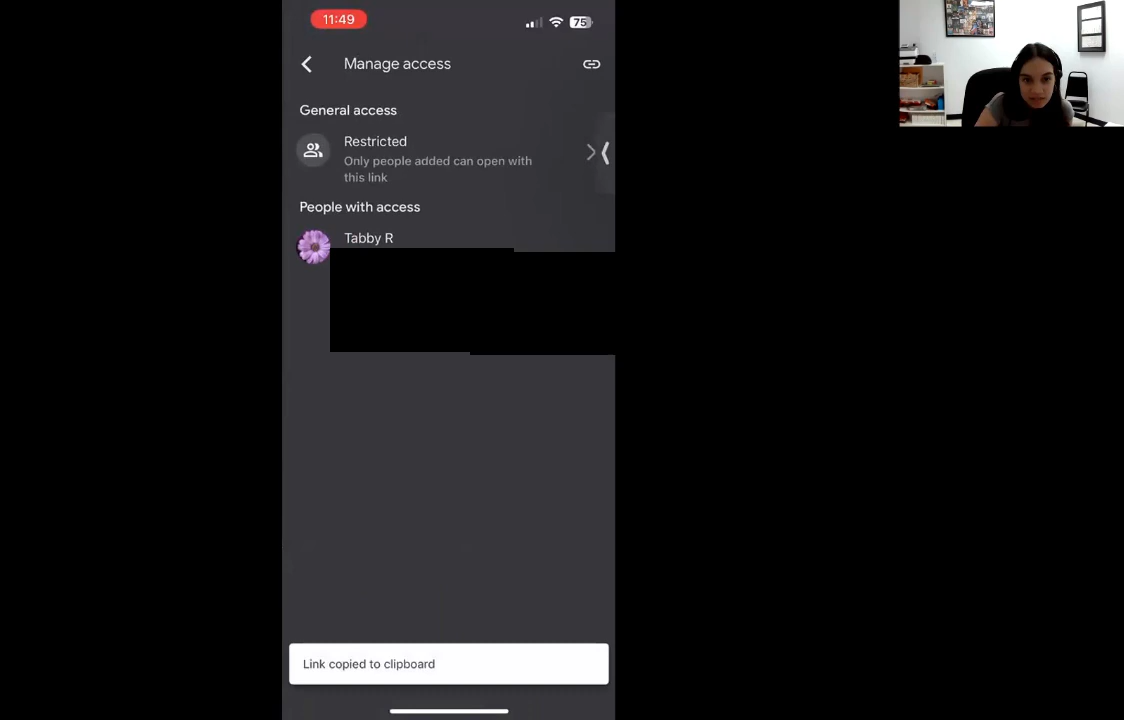 11:49
75
Manage access
General access
Restricted
Only people added can open with
this link
People with access
Tabby R
Link copied to clipboard